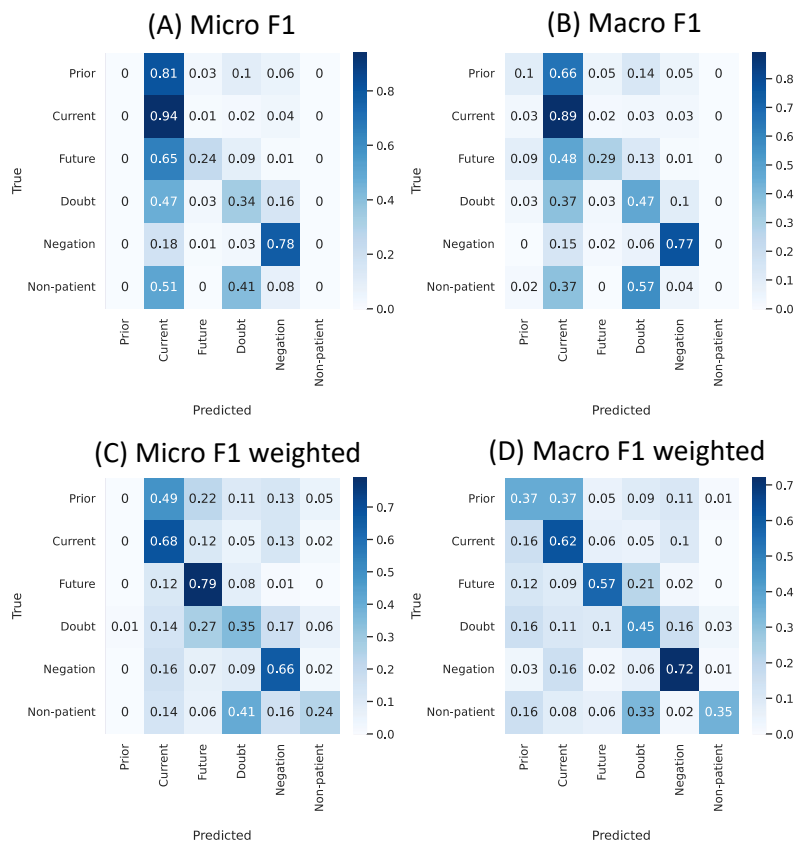 (A) Micro F1
Prior 0 0.81 0.03 0.1 0.06 0
Current 0 0.94 0.01 0.02 0.04 0
Future 0 0.65 0.24 0.09 0.01 0
Doubt 0 0.47 0.03 0.34 0.16 0
Negation 0 0.18 0.01 0.03 0.78 0
Non-patient 0 0.51 0 0.41 0.08 0
True
Prior Current Future Doubt Negation Non-patient
Predicted
0.8
0.6
0.4
0.2
0.0
(B) Macro F1
Prior 0.1 0.66 0.05 0.14 0.05 0
Current 0.03 0.89 0.02 0.03 0.03 0
Future 0.09 0.48 0.29 0.13 0.01 0
Doubt 0.03 0.37 0.03 0.47 0.1 0
Negation 0 0.15 0.02 0.06 0.77 0
Non-patient 0.02 0.37 0 0.57 0.04 0
True
Prior Current Future Doubt Negation Non-patient
Predicted
0.8
0.7
0.6
0.5
0.4
0.3
0.2
0.1
0.0
(C) Micro F1 weighted
Prior 0 0.49 0.22 0.11 0.13 0.05
Current 0 0.68 0.12 0.05 0.13 0.02
Future 0 0.12 0.79 0.08 0.01 0
Doubt 0.01 0.14 0.27 0.35 0.17 0.06
Negation 0 0.16 0.07 0.09 0.66 0.02
Non-patient 0 0.14 0.06 0.41 0.16 0.24
True
Prior Current Future Doubt Negation Non-patient
Predicted
0.7
0.6
0.5
0.4
0.3
0.2
0.1
0.0
(D) Macro F1 weighted
Prior 0.37 0.37 0.05 0.09 0.11 0.01
Current 0.16 0.62 0.06 0.05 0.1 0
Future 0.12 0.09 0.57 0.21 0.02 0
Doubt 0.16 0.11 0.1 0.45 0.16 0.03
Negation 0.03 0.16 0.02 0.06 0.72 0.01
Non-patient 0.16 0.08 0.06 0.33 0.02 0.35
True
Prior Current Future Doubt Negation Non-patient
Predicted
0.7
0.6
0.5
0.4
0.3
0.2
0.1
0.0